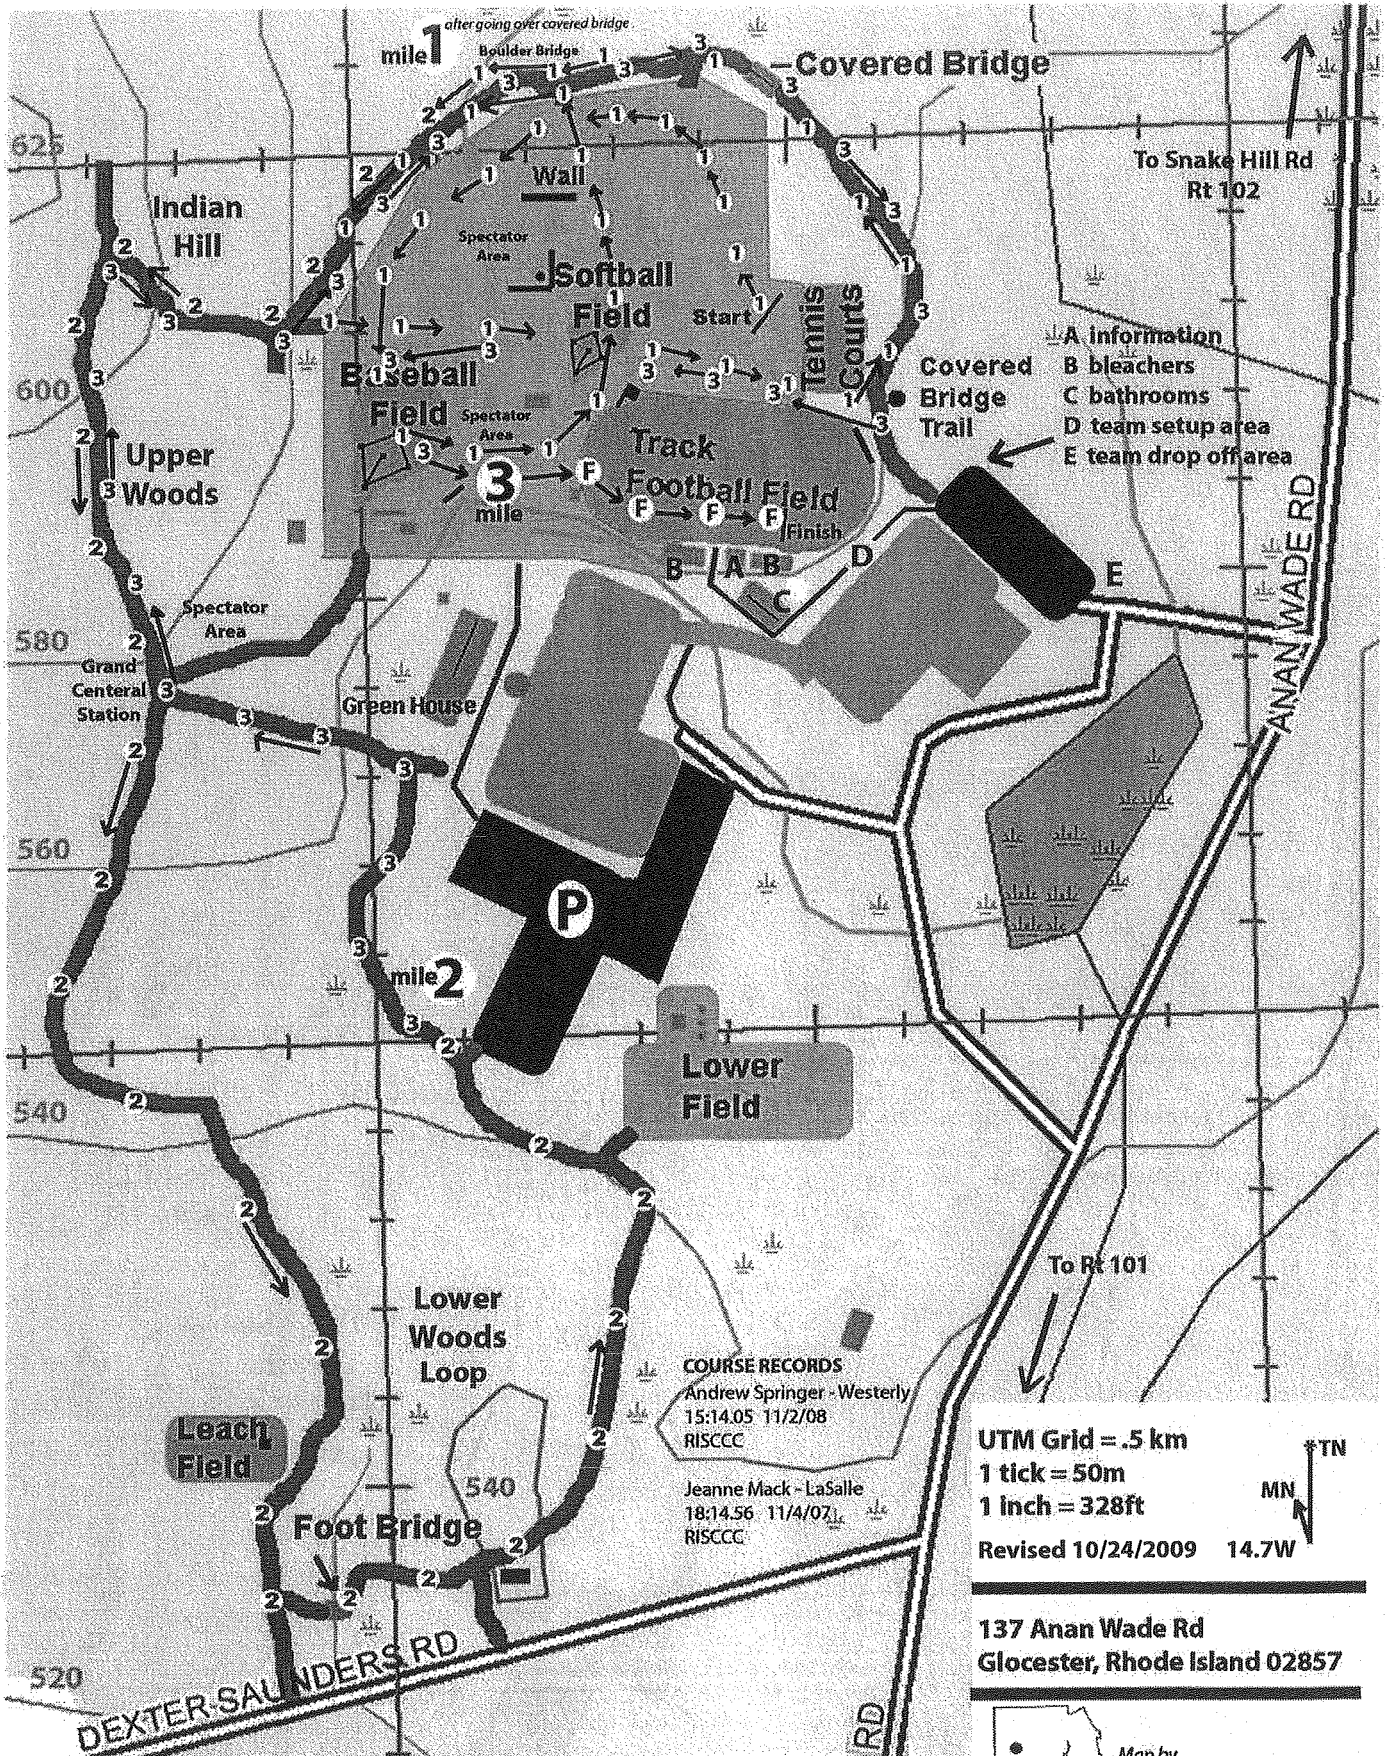 after going over covered bridge
mile 1
Boulder Bridge
Covered Bridge
625
To Snake Hill Rd
Rt 102
Wall
Indian
Hill
Spectator
Area
Softball
Field
Start
Tennis
Courts
A information
B bleachers
C bathrooms
D team setup area
E team drop off area
Covered
Bridge
Trail
600
Baseball
Field
Spectator
Area
Track
Football Field
Upper
Woods
3
mile
F
F
F
F
Finish
B
A
B
C
D
E
ANAN WADE RD
Spectator
Area
580
Grand
Centeral
Station
Green House
560
P
mile 2
Lower
Field
540
To Rt 101
Lower
Woods
Loop
COURSE RECORDS
Andrew Springer - Westerly
15:14.05 11/2/08
RISCCC
Jeanne Mack - LaSalle
18:14.56 11/4/07
RISCCC
Leach
Field
540
Foot Bridge
UTM Grid = .5 km
1 tick = 50m
1 inch = 328ft
TN
MN
Revised 10/24/2009 14.7W
137 Anan Wade Rd
Glocester, Rhode Island 02857
520
DEXTER SAUNDERS RD
RD
Map by